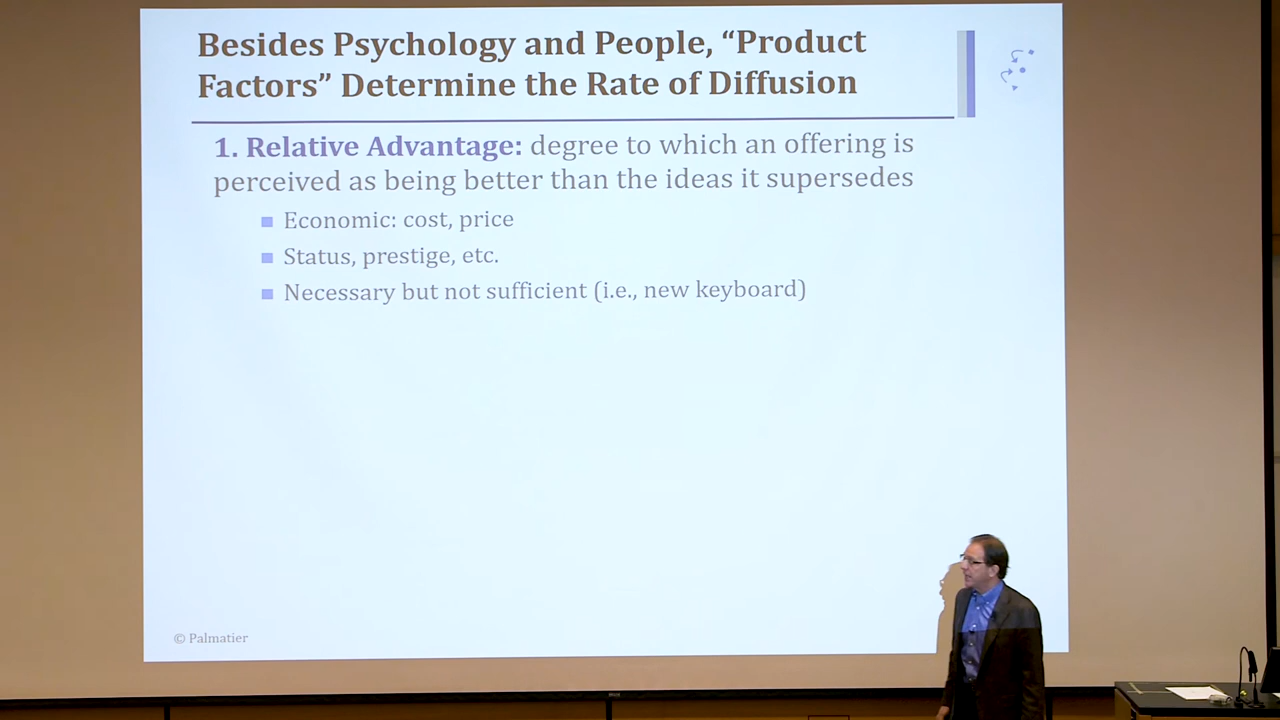 Besides Psychology and People, “Product
Factors” Determine the Rate of Diffusion
1. Relative Advantage: degree to which an offering is
perceived as being better than the ideas it supersedes
Economic: cost, price
Status, prestige, etc.
Necessary but not sufficient (i.e., new keyboard)
© Palmatier